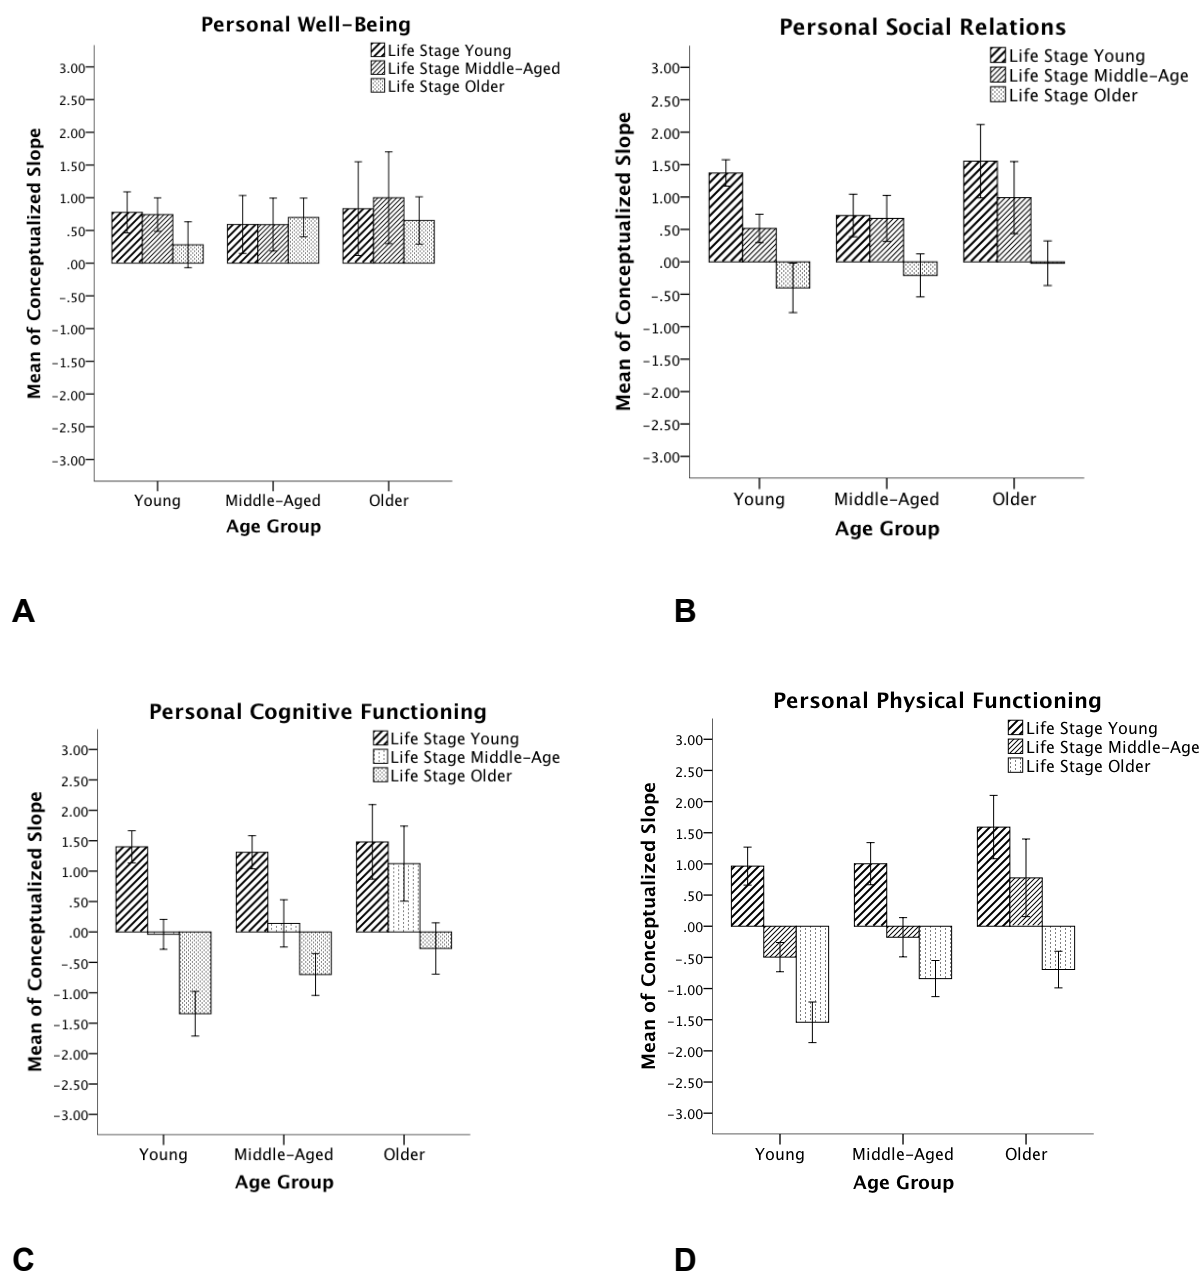 Personal Well–Being
Life Stage Young
Life Stage Middle–Aged
Life Stage Older
Mean of Conceptualized Slope
3.00
2.50
2.00
1.50
1.00
.50
.00
–.50
–1.00
–1.50
–2.00
–2.50
–3.00
Young Middle–Aged Older
Age Group
A
Personal Social Relations
Life Stage Young
Life Stage Middle–Age
Life Stage Older
Mean of Conceptualized Slope
3.00
2.50
2.00
1.50
1.00
.50
.00
–.50
–1.00
–1.50
–2.00
–2.50
–3.00
Young Middle–Aged Older
Age Group
B
Personal Cognitive Functioning
Life Stage Young
Life Stage Middle–Age
Life Stage Older
Mean of Conceptualized Slope
3.00
2.50
2.00
1.50
1.00
.50
.00
–.50
–1.00
–1.50
–2.00
–2.50
–3.00
Young Middle–Aged Older
Age Group
C
Personal Physical Functioning
Life Stage Young
Life Stage Middle–Age
Life Stage Older
Mean of Conceptualized Slope
3.00
2.50
2.00
1.50
1.00
.50
.00
–.50
–1.00
–1.50
–2.00
–2.50
–3.00
Young Middle–Aged Older
Age Group
D